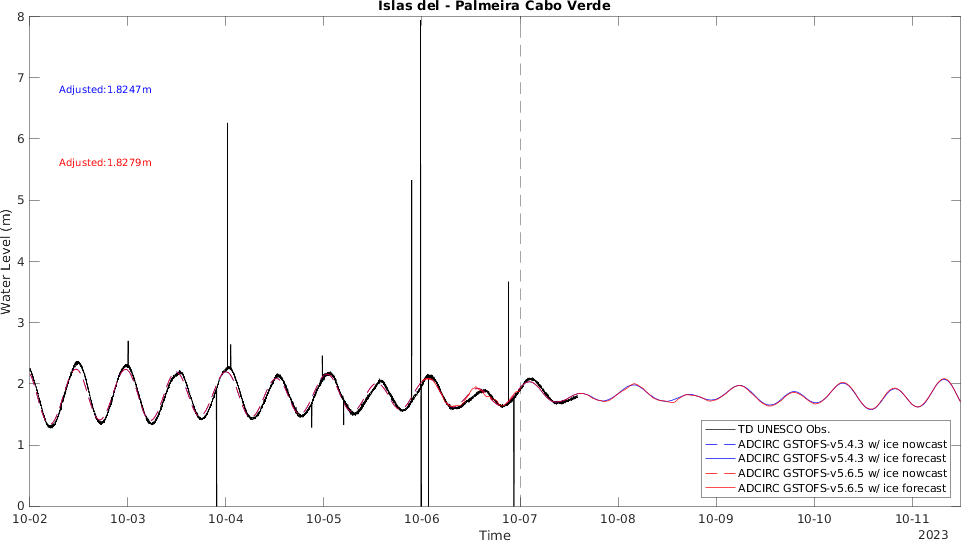 Islas del - Palmeira Cabo Verde
8
7
6
5
4
3
2
1
0
Water Level (m)
Adjusted:1.8247m
Adjusted:1.8279m
TD UNESCO Obs.
ADCIRC GSTOFS-v5.4.3 w/ ice nowcast
ADCIRC GSTOFS-v5.4.3 w/ ice forecast
ADCIRC GSTOFS-v5.6.5 w/ ice nowcast
ADCIRC GSTOFS-v5.6.5 w/ ice forecast
10-02 10-03 10-04 10-05 10-06 10-07 10-08 10-09 10-10 10-11
Time
2023